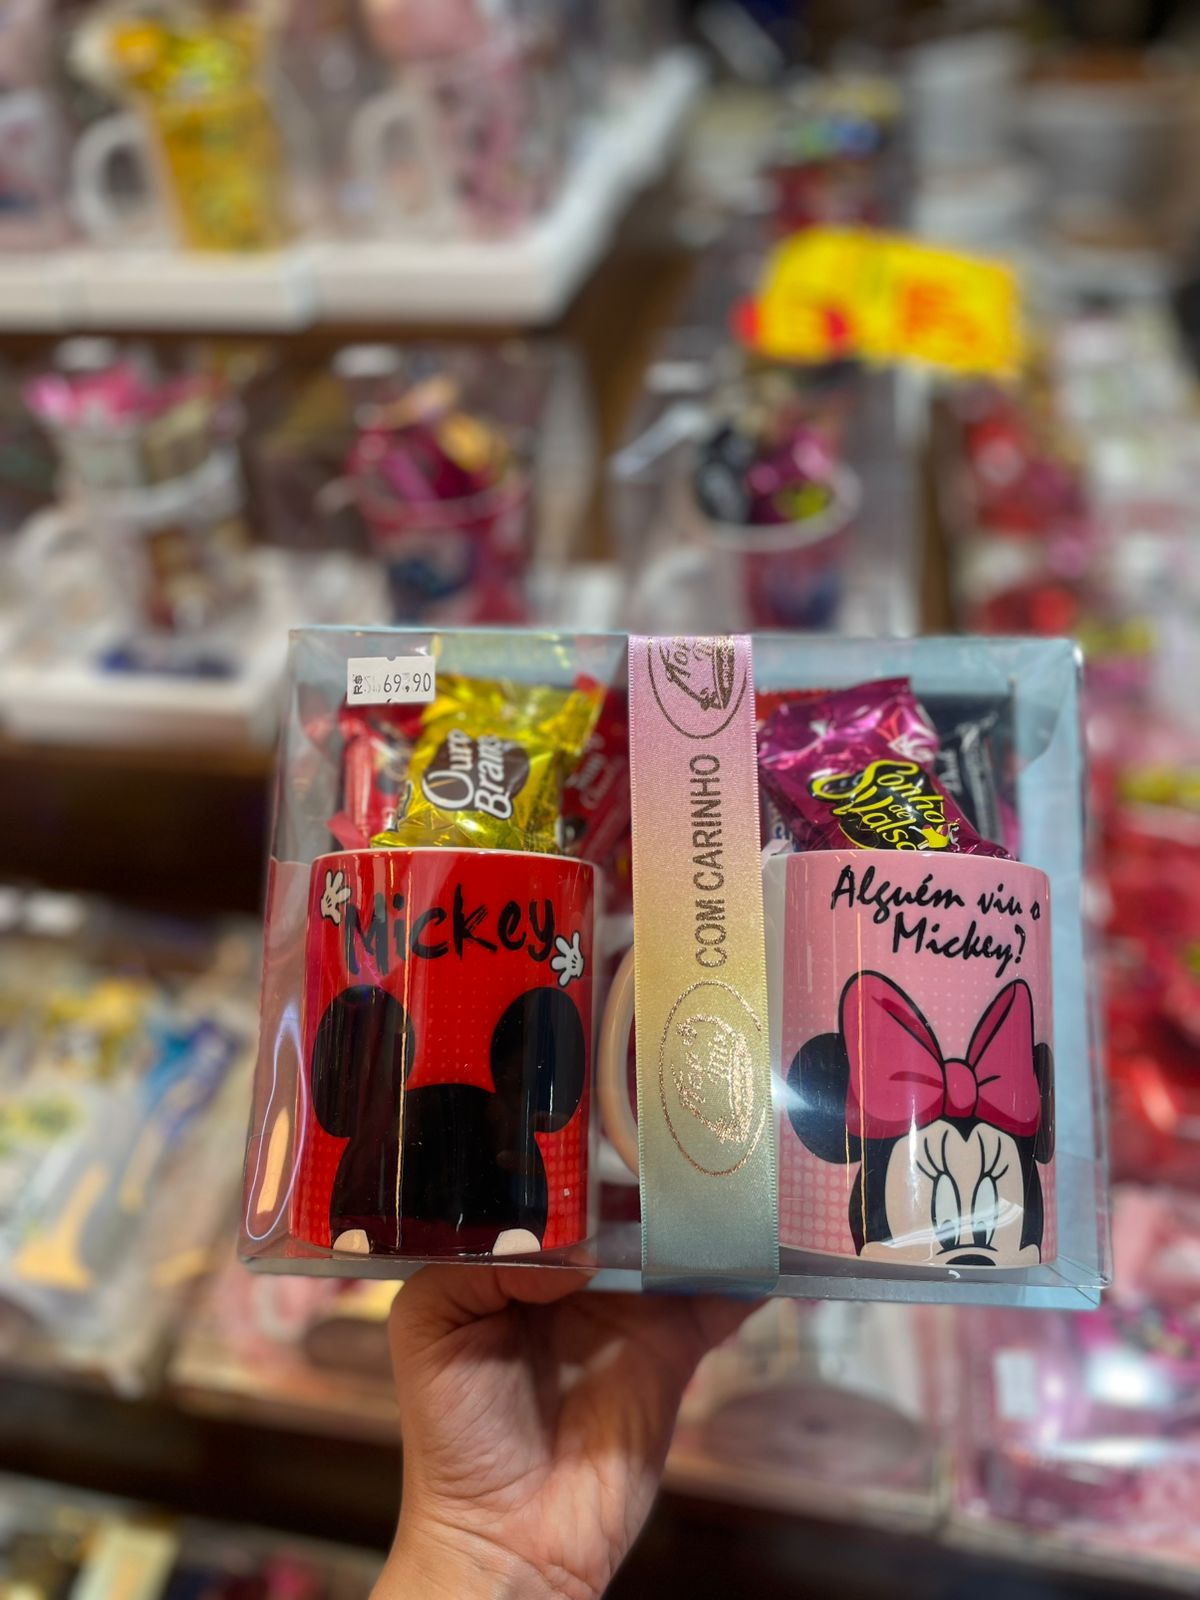 R$ 69,90
Ouro
Branco
Sonho
de
Valsa
COM CARINHO
Mickey
Alguém viu o
Mickey?